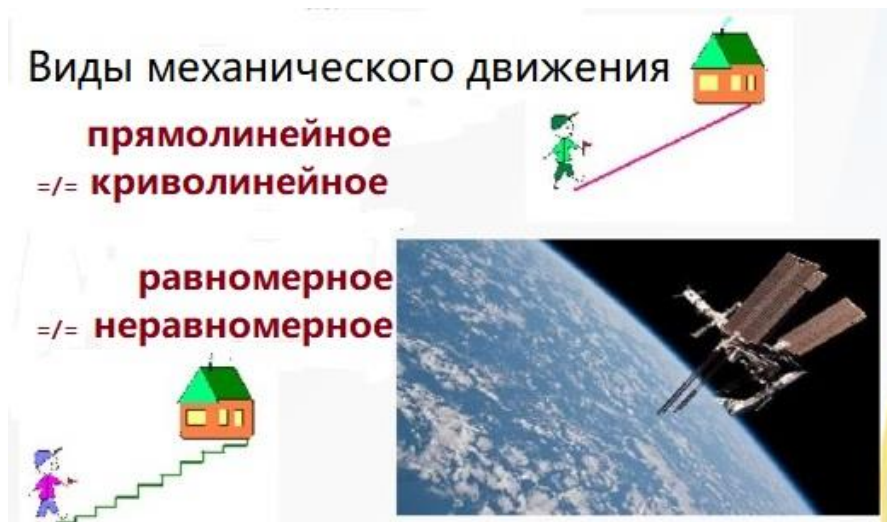 Виды механического движения
прямолинейное
=/= криволинейное
равномерное
=/= неравномерное